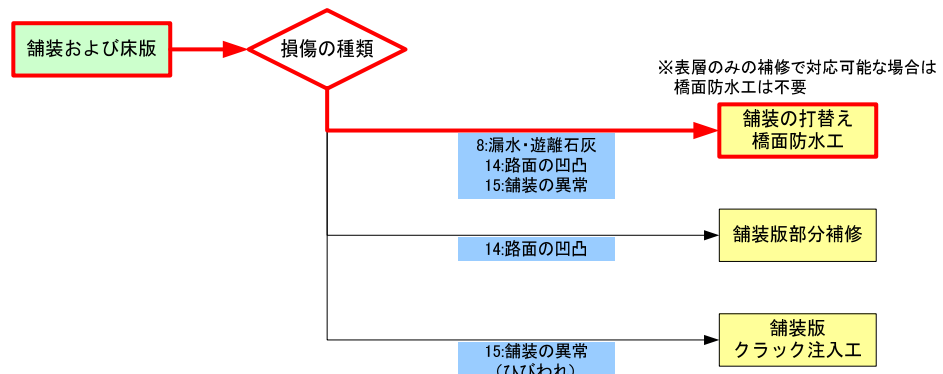 舗装および床版
損傷の種類
※表層のみの補修で対応可能な場合は
橋面防水工は不要
舗装の打替え
橋面防水工
8:漏水・遊離石灰
14:路面の凹凸
15:舗装の異常
舗装版部分補修
14:路面の凹凸
舗装版
クラック注入工
15:舗装の異常
(ひびわれ)